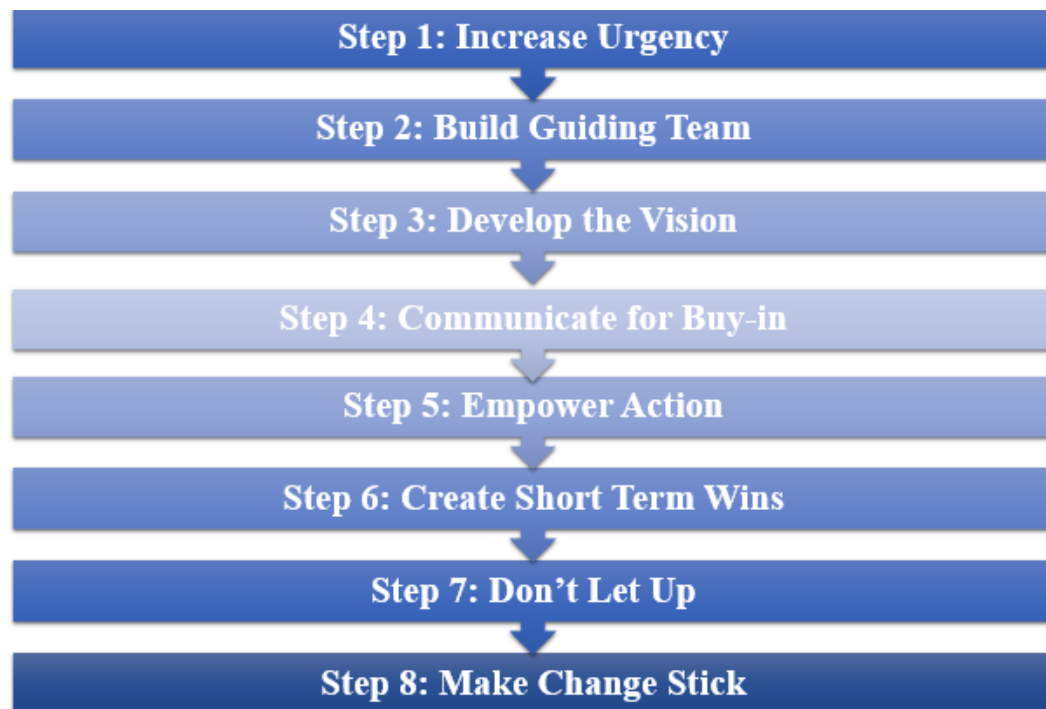 Step 1: Increase Urgency
Step 2: Build Guiding Team
Step 3: Develop the Vision
Step 4: Communicate for Buy-in
Step 5: Empower Action
Step 6: Create Short Term Wins
Step 7: Don’t Let Up
Step 8: Make Change Stick